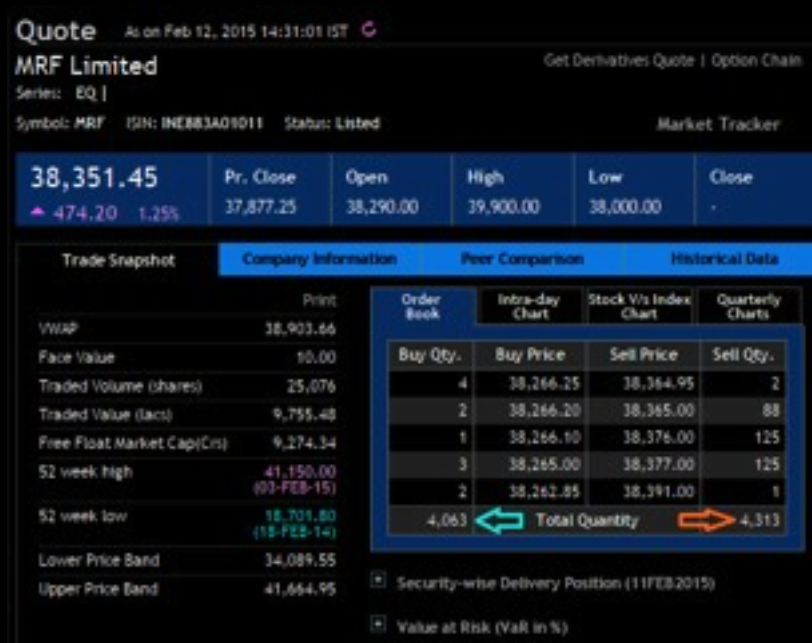 Quote As on Feb 12, 2015 14:31:01 IST
MRF Limited
Get Derivatives Quote | Option Chain
Series: EQ |
Symbol: MRF ISIN: INE883A01011 Status: Listed
Market Tracker
38,351.45 Pr. Close Open High Low Close
474.20 1.25% 37,877.25 38,290.00 39,900.00 38,000.00 -
Trade Snapshot Company Information Peer Comparison Historical Data
Print
VWAP 38,903.66
Face Value 10.00
Traded Volume (shares) 25,076
Traded Value (lacs) 9,755.48
Free Float Market Cap(Crs) 9,274.34
52 week high 41,150.00
(03-FEB-15)
52 week low 18,701.80
(18-FEB-14)
Lower Price Band 34,089.55
Upper Price Band 41,664.95
Order Book Intra-day Chart Stock V/s Index Chart Quarterly Charts
Buy Qty. Buy Price Sell Price Sell Qty.
4 38,266.25 38,364.95 2
2 38,266.20 38,365.00 88
1 38,266.10 38,376.00 125
3 38,265.00 38,377.00 125
2 38,262.85 38,391.00 1
4,063 Total Quantity 4,313
Security-wise Delivery Position (11FEB2015)
Value at Risk (VaR in %)